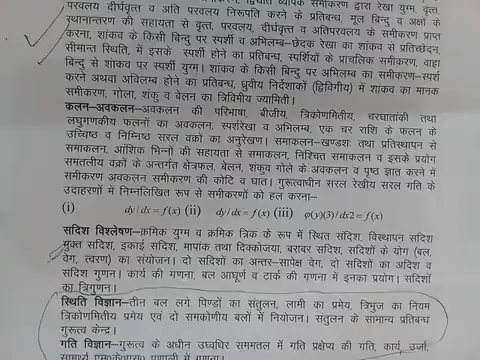 परवलय दीर्घवृत्त व अति परवलय निरूपति करने के प्रतिबन्ध, मूल बिन्दु व अक्षों के
स्थानान्तरण की सहायता से वृत्त, परवलय, दीर्घवृत्त व अतिपरवलय के समीकरण प्राप्त
करना, शांकव के किसी बिन्दु पर स्पर्शी व अभिलम्ब–छेदक रेखा का शांकव से प्रतिच्छेदन,
सीमान्त स्थिति, में इसके स्पर्शी होने का प्रतिबन्ध, स्पर्शियों के प्राचलिक समीकरण, वाह्य
बिन्दु से शांकव पर स्पर्शी युग्म। शांकव के किसी बिन्दु पर अभिलम्ब का समीकरण–स्पर्श
करने अथवा अविलम्ब होने का प्रतिबन्ध, ध्रुवीय निर्देशाकों (द्विविगीय) में शांकव का मानक
समीकरण, गोला, शंकु व बेलन का त्रिविमीय ज्यामिती।
कलन–अवकलन–अवकलन की परिभाषा, बीजीय, त्रिकोणमितीय, चरघातांकी तथा
लघुगणकीय फलनों का अवकलन, स्पर्शरेखा व अभिलम्ब, एक चर राशि के फलन के
उच्चिष्ठ व निम्निष्ठ सरल वक्रों का अनुरेखण। समाकलन–खण्डशः तथा प्रतिस्थापन से
समाकलन, आंशिक भिन्नों की सहायता से समाकलन, निश्चित समाकलन व इसके प्रयोग
समतलीय वक्रों के अन्तर्गत क्षेत्रफल, बेलन, शंकुव गोले के अवकलन व पृष्ठ ज्ञात करने में
समीकरण अवकलन समीकरण की कोटि व घात। गुरूत्वाधीन सरल रेखीय सरल गति के
उदाहरणों में निम्नलिखित रूप से समीकरणों को हल करना–
(i) dy/dx = f(x) (ii) dy/dx = f(x) (iii) φ(y)(3)/dx2 = f(x)
सदिश विश्लेषण–क्रमिक युग्म व क्रमिक त्रिक के रूप में स्थित सदिश, विस्थापन सदिश
मुक्त सदिश, इकाई सदिश, मापांक तथा दिक्कोजया, बराबर सदिश, सदिशों के योग (बल,
वेग, त्वरण) का संयोजन। दो सदिशों का अन्तर–सापेक्ष वेग, दो सदिशों का अदिश व
सदिश गुणन। कार्य की गणना, बल आघूर्ण व टार्क की गणना में इनका प्रयोग। सदिशों
का त्रिगुणन।
स्थिति विज्ञान–तीन बल लगे पिण्डों का संतुलन, लामी का प्रमेय, त्रिभुज का नियम
त्रिकोणमितीय प्रमेय एवं दो समकोणीय बलों में नियोजन। संतुलन के सामान्य प्रतिबन्ध
गुरूत्व केन्द्र।
गति विज्ञान–गुरूत्व के अधीन उघ्वधिर सममतल में गति प्रक्षेप्य की गति, कार्य, उर्जा,